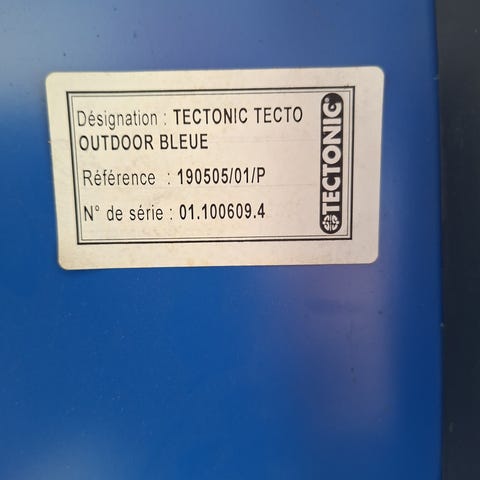 Désignation : TECTONIC TECTO
OUTDOOR BLEUE
Référence : 190505/01/P
N° de série : 01.100609.4
TECTONIC